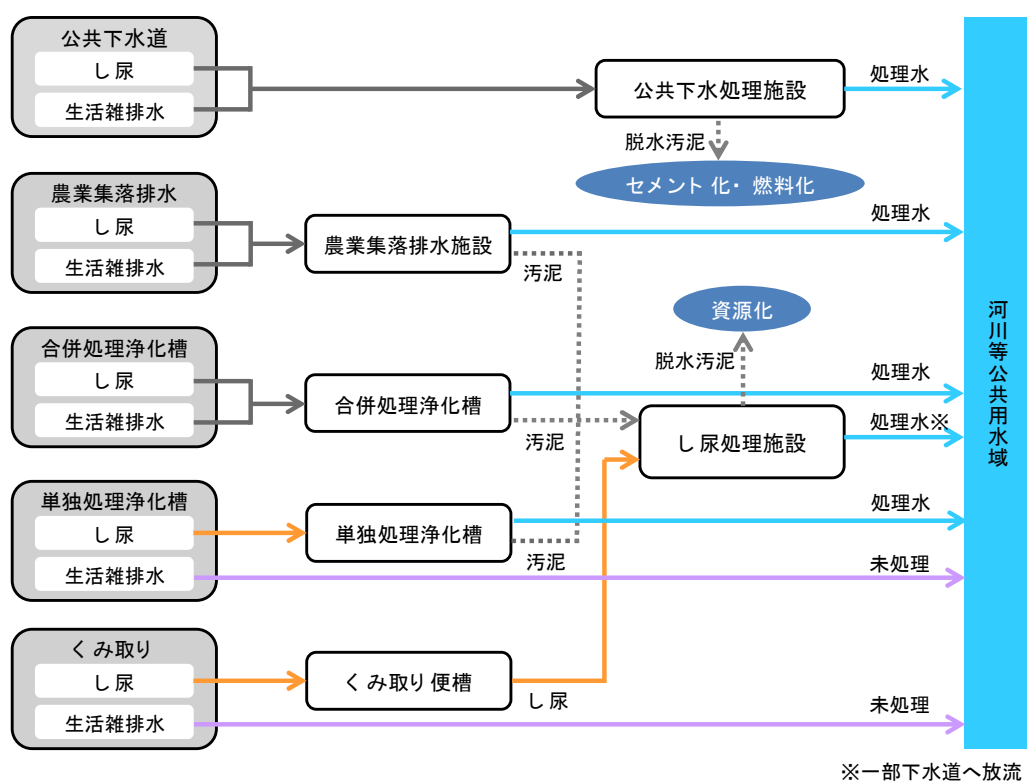 公共下水道
し尿
生活雑排水
公共下水処理施設
処理水
脱水汚泥
セメント化・燃料化
農業集落排水
し尿
生活雑排水
農業集落排水施設
処理水
汚泥
資源化
脱水汚泥
合併処理浄化槽
し尿
生活雑排水
合併処理浄化槽
処理水
汚泥
し尿処理施設
処理水※
単独処理浄化槽
し尿
生活雑排水
単独処理浄化槽
処理水
汚泥
未処理
くみ取り
し尿
生活雑排水
くみ取り便槽
し尿
未処理
河川等公共用水域
※一部下水道へ放流